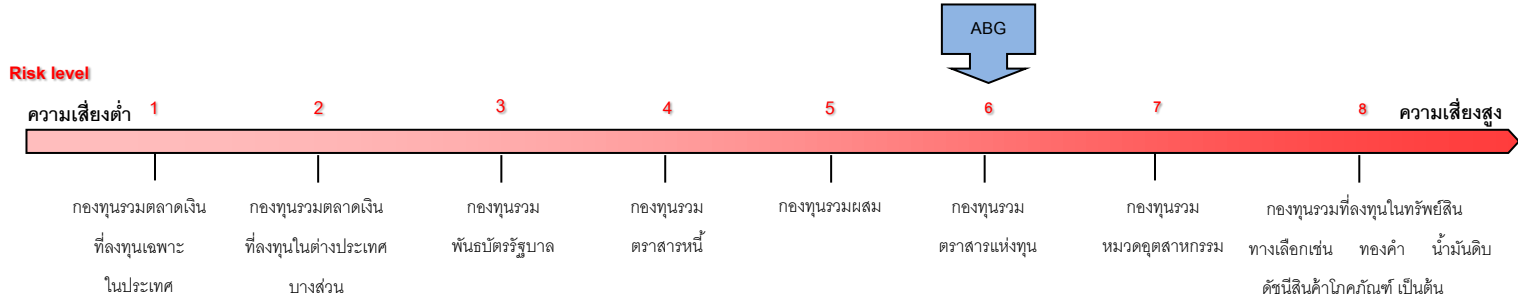 ABG
Risk level
ความเสี่ยงต่ำ 1 2 3 4 5 6 7 8 ความเสี่ยงสูง
กองทุนรวมตลาดเงิน กองทุนรวมตลาดเงิน กองทุนรวม กองทุนรวม กองทุนรวมผสม กองทุนรวม กองทุนรวม กองทุนรวมที่ลงทุนในทรัพย์สิน
ที่ลงทุนเฉพาะ ที่ลงทุนในต่างประเทศ พันธบัตรรัฐบาล ตราสารหนี้ ตราสารแห่งทุน หมวดอุตสาหกรรม ทางเลือกเช่น ทองคำ น้ำมันดิบ
ในประเทศ บางส่วน ดัชนีสินค้าโภคภัณฑ์ เป็นต้น